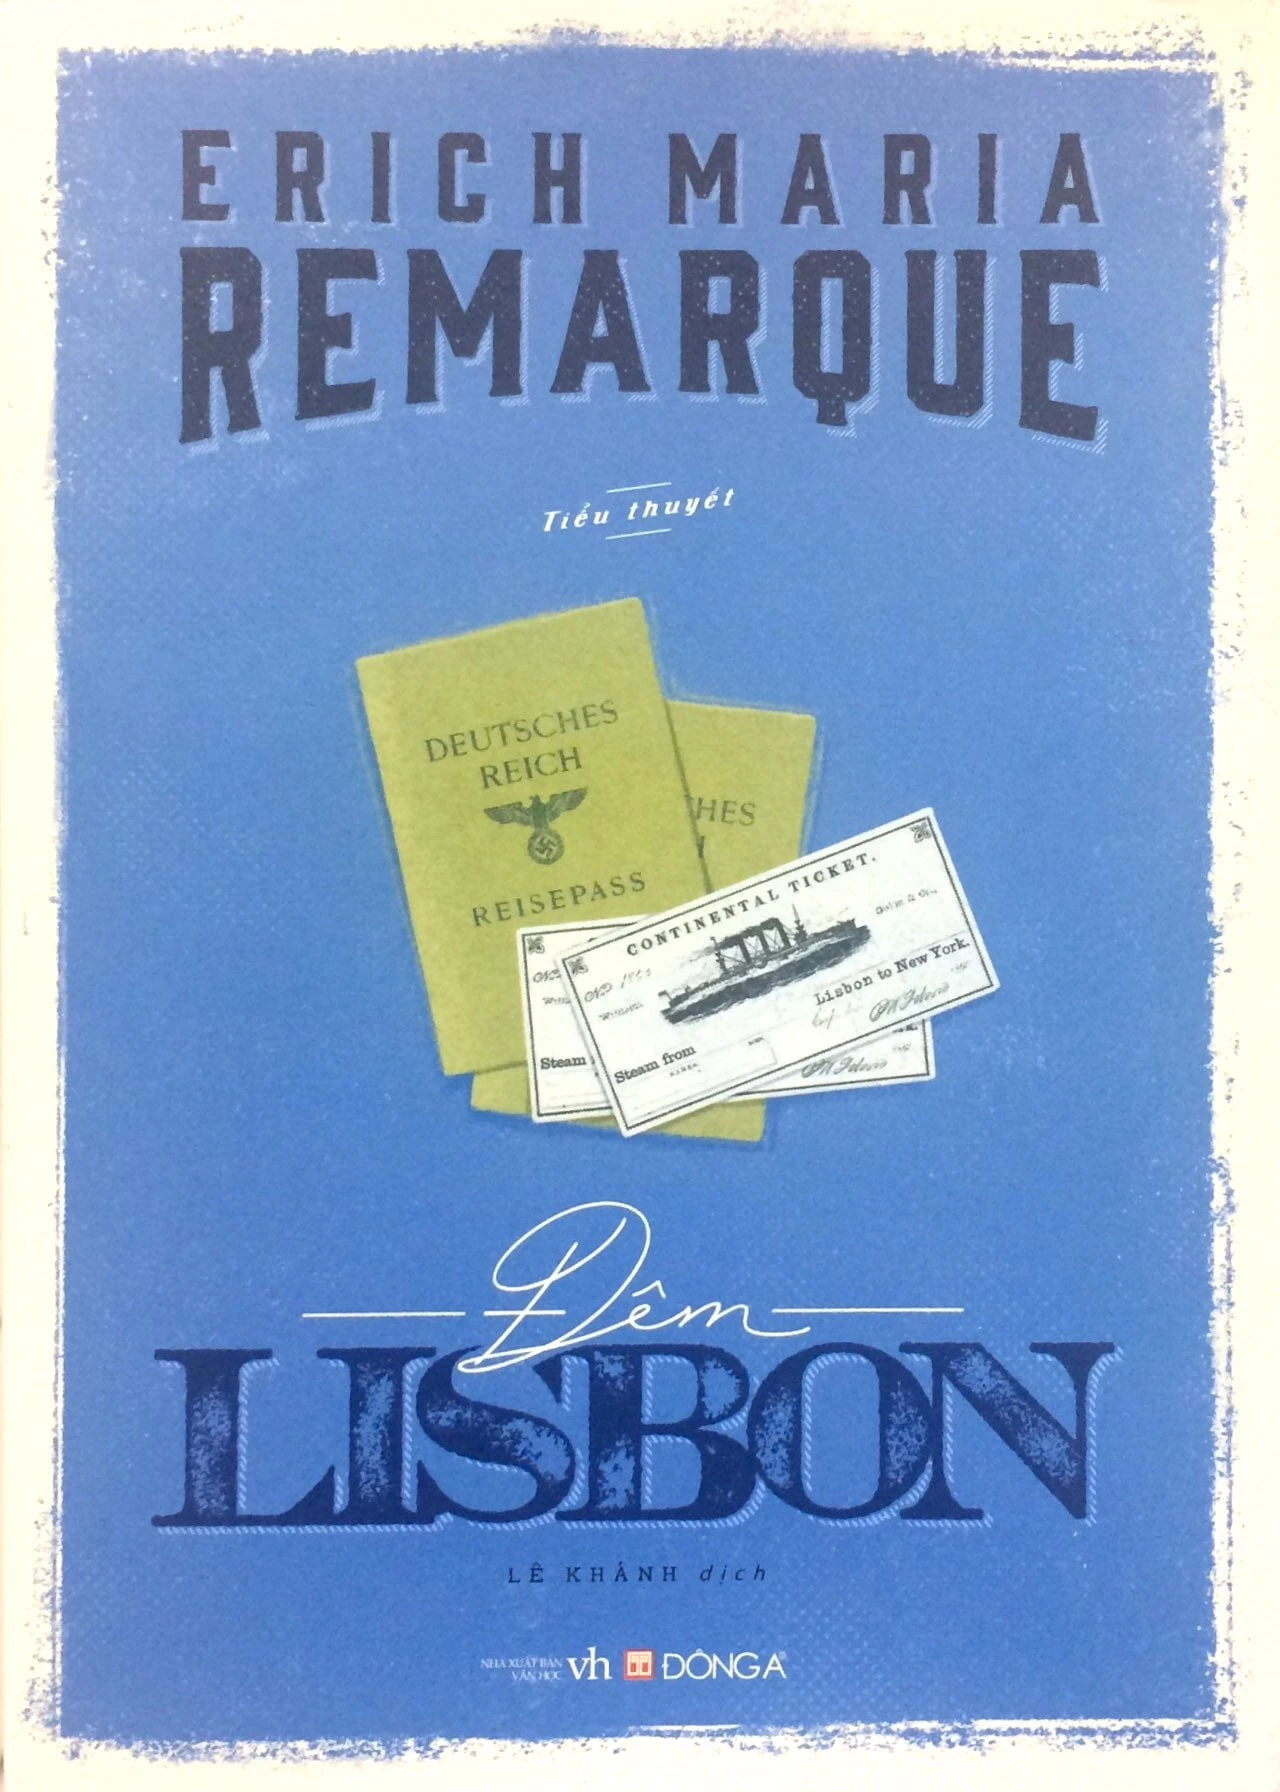 ERICH MARIA
REMARQUE
Tiểu thuyết
DEUTSCHES
REICH
REISEPASS
CONTINENTAL TICKET.
Lisbon to New York.
Steam from
Steam
Đêm
LISBON
LÊ KHÁNH dịch
NHÀ XUẤT BẢN
VĂN HỌC
vh
ĐÔNG A